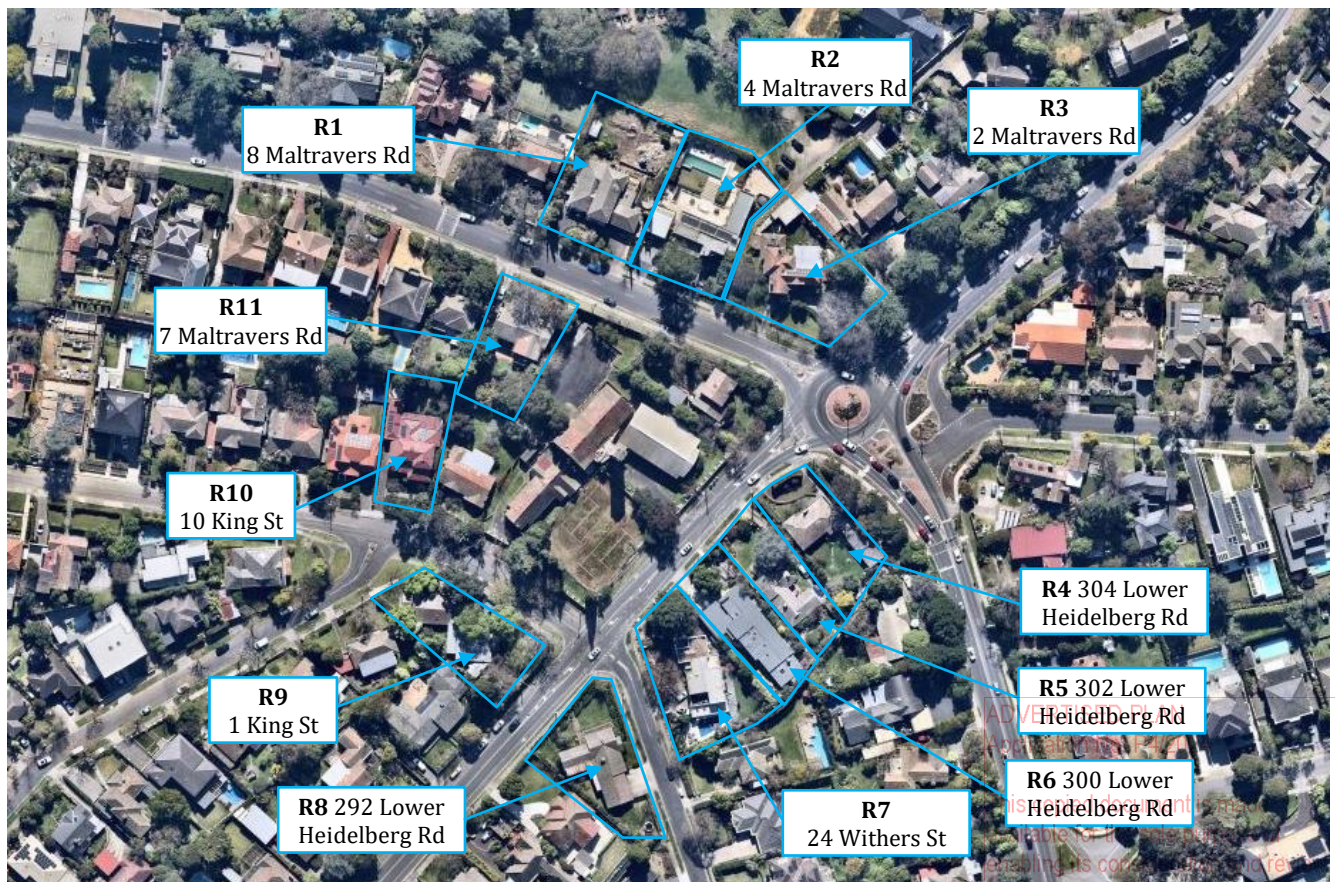 R1
8 Maltravers Rd
R2
4 Maltravers Rd
R3
2 Maltravers Rd
R11
7 Maltravers Rd
R10
10 King St
R9
1 King St
R8 292 Lower
Heidelberg Rd
R7
24 Withers St
R4 304 Lower
Heidelberg Rd
R5 302 Lower
Heidelberg Rd
R6 300 Lower
Heidelberg Rd
ADVERTISED PLAN